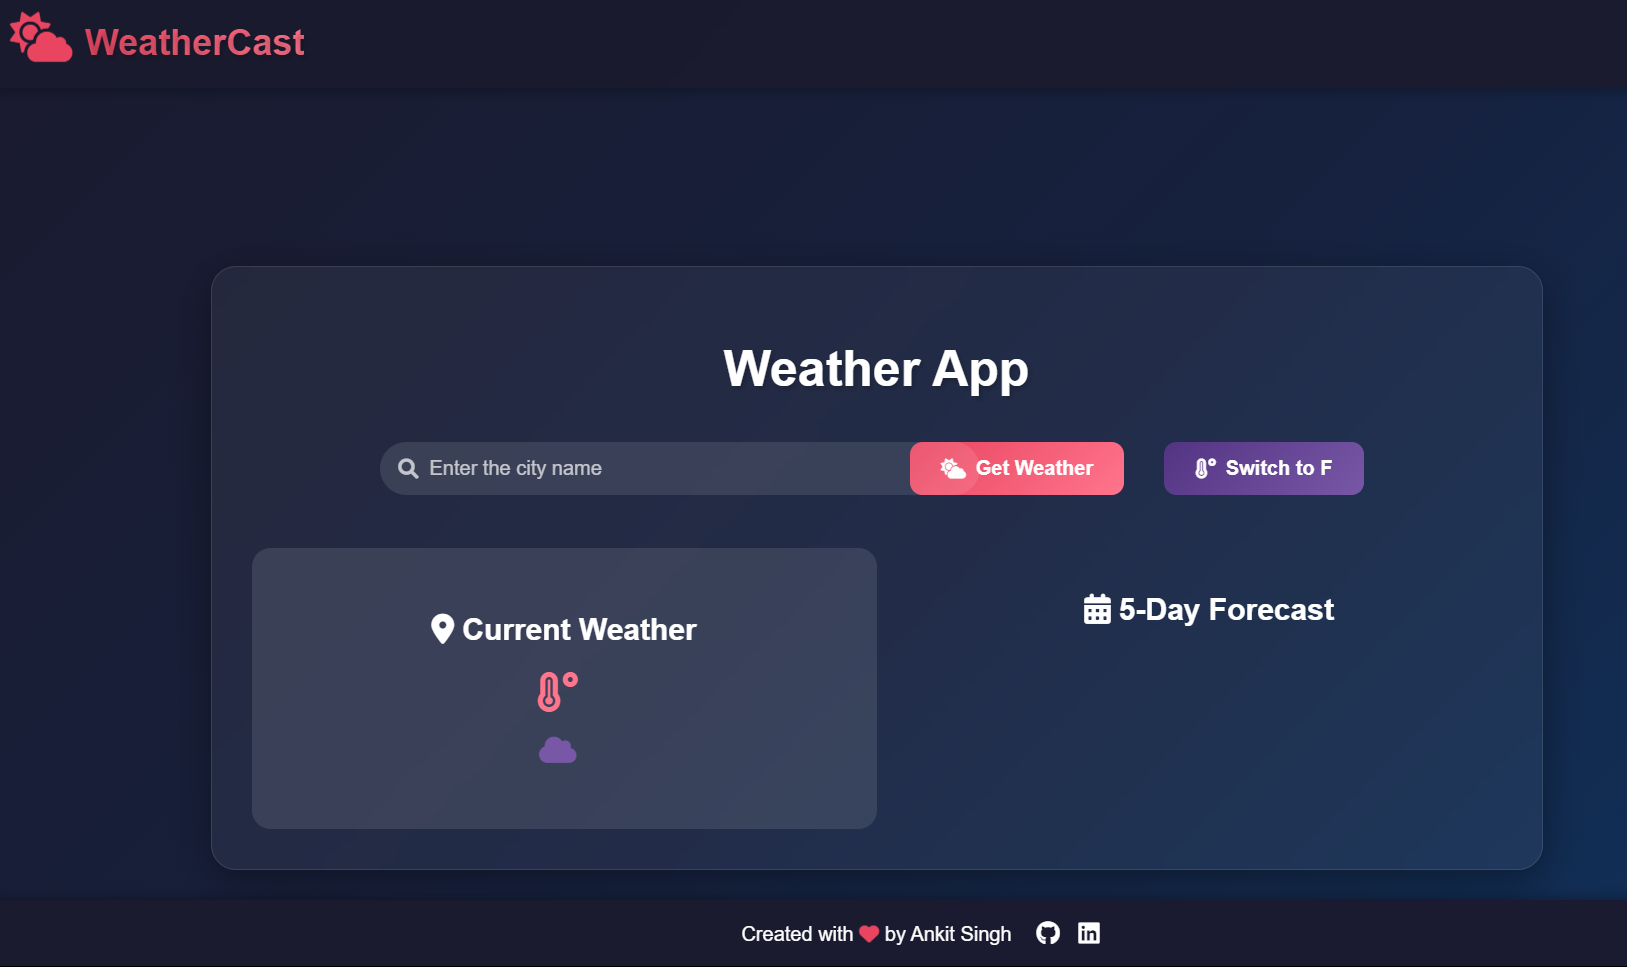 WeatherCast
Weather App
Enter the city name
Get Weather
Switch to F
Current Weather
5-Day Forecast
Created with ❤ by Ankit Singh